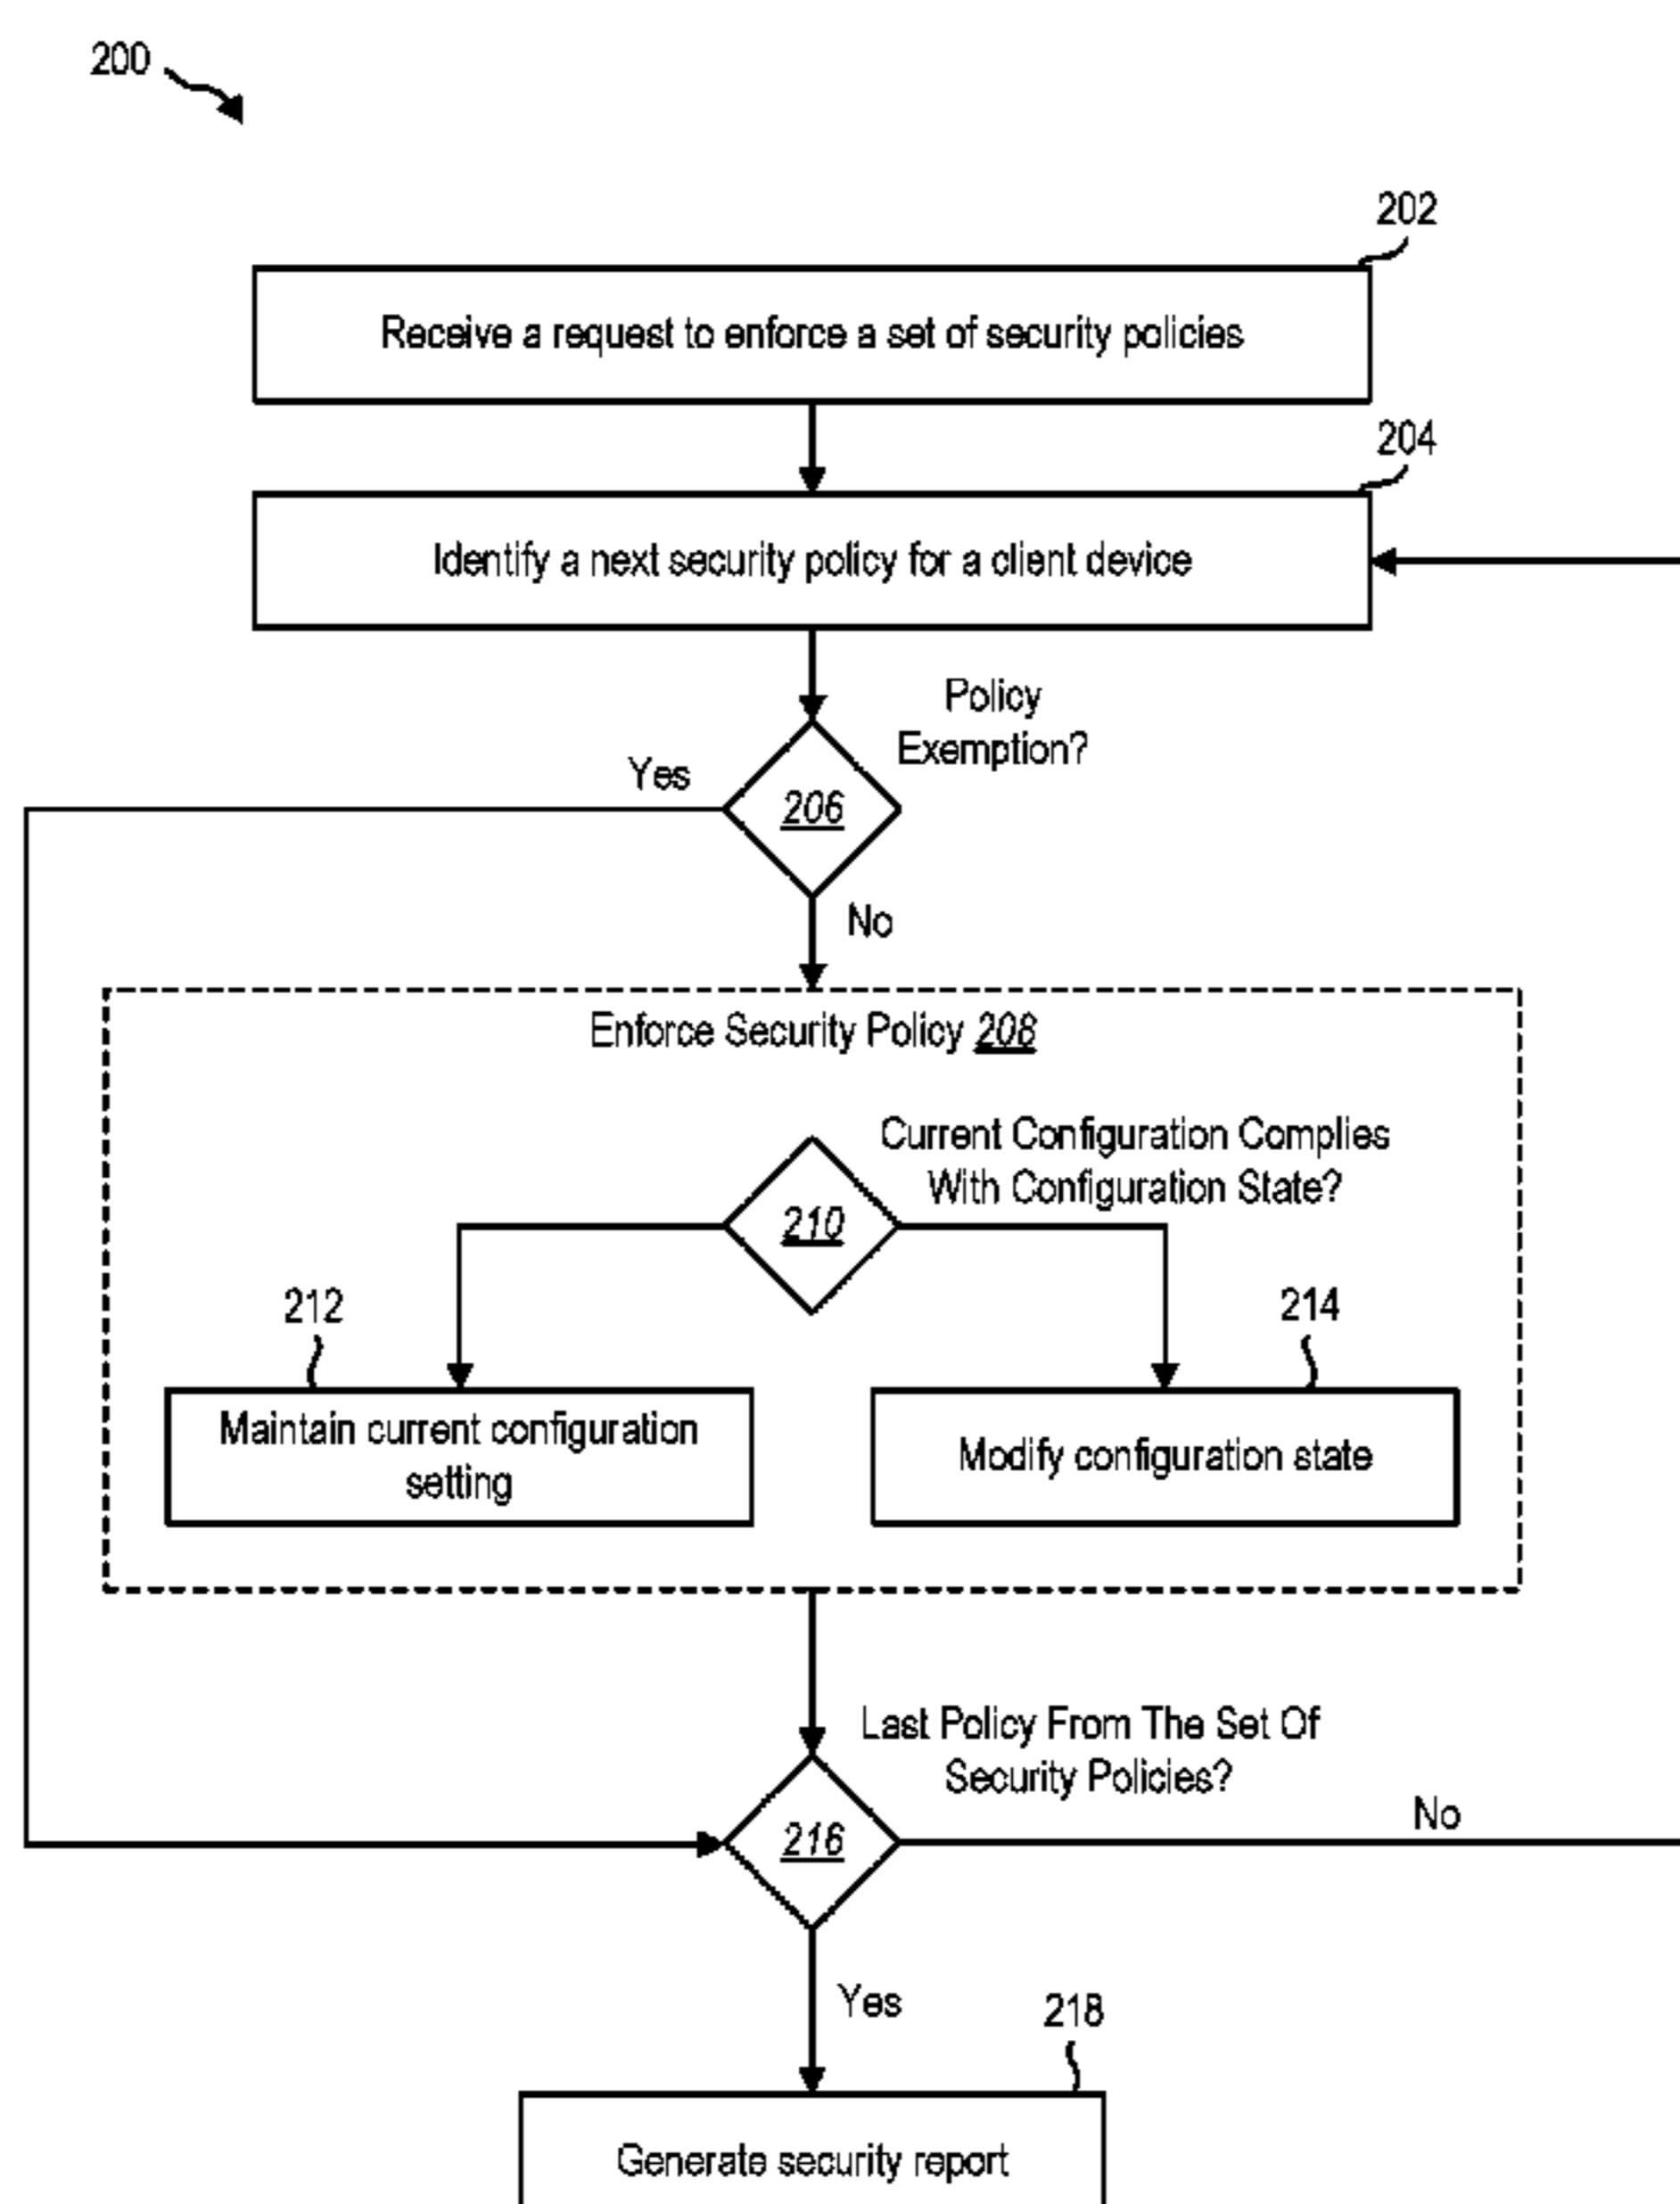 200
202
Receive a request to enforce a set of security policies
204
Identify a next security policy for a client device
Policy
Exemption?
Yes
206
No
Enforce Security Policy 208
Current Configuration Complies
With Configuration State?
210
212
214
Maintain current configuration
setting
Modify configuration state
Last Policy From The Set Of
Security Policies?
No
216
Yes
218
Generate security report